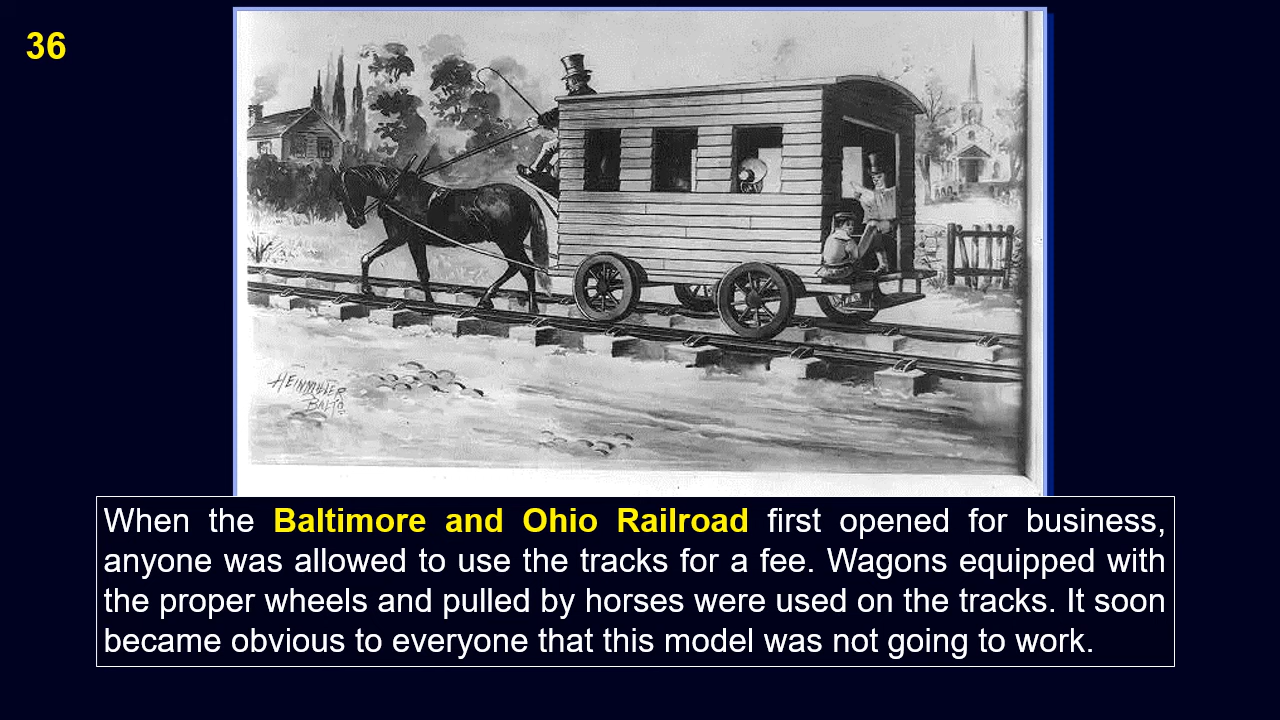 36
HEINMULLER
BALTO
When the Baltimore and Ohio Railroad first opened for business,
anyone was allowed to use the tracks for a fee. Wagons equipped with
the proper wheels and pulled by horses were used on the tracks. It soon
became obvious to everyone that this model was not going to work.